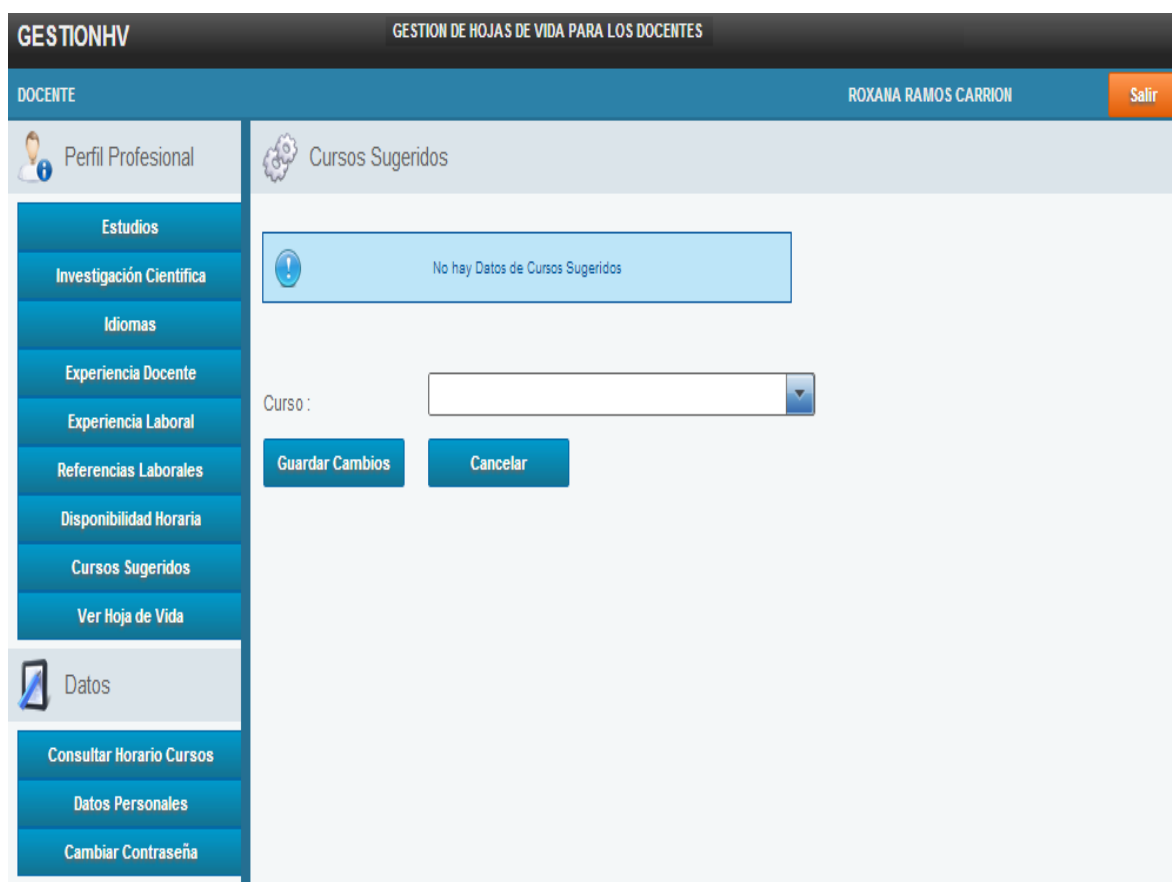 GESTIONHV
GESTION DE HOJAS DE VIDA PARA LOS DOCENTES
DOCENTE
ROXANA RAMOS CARRION
Salir
Perfil Profesional
Estudios
Investigación Cientifica
Idiomas
Experiencia Docente
Experiencia Laboral
Referencias Laborales
Disponibilidad Horaria
Cursos Sugeridos
Ver Hoja de Vida
Datos
Consultar Horario Cursos
Datos Personales
Cambiar Contraseña
Cursos Sugeridos
No hay Datos de Cursos Sugeridos
Curso :
Guardar Cambios
Cancelar